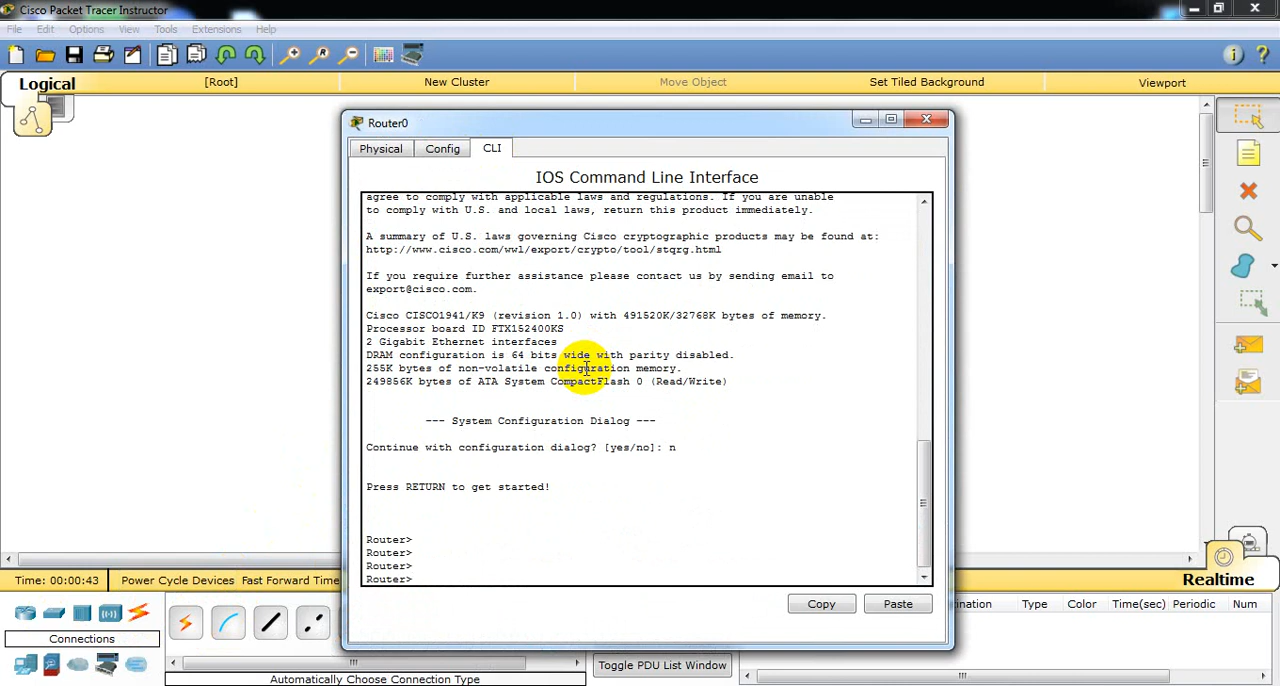 Cisco Packet Tracer Instructor
File Edit Options View Tools Extensions Help
Logical [Root] New Cluster Move Object Set Tiled Background Viewport
Router0
Physical Config CLI
IOS Command Line Interface
agree to comply with applicable laws and regulations. If you are unable
to comply with U.S. and local laws, return this product immediately.
A summary of U.S. laws governing Cisco cryptographic products may be found at:
http://www.cisco.com/wwl/export/crypto/tool/stqrg.html
If you require further assistance please contact us by sending email to
export@cisco.com.
Cisco CISCO1941/K9 (revision 1.0) with 491520K/32768K bytes of memory.
Processor board ID FTX152400KS
2 Gigabit Ethernet interfaces
DRAM configuration is 64 bits wide with parity disabled.
255K bytes of non-volatile configuration memory.
249856K bytes of ATA System CompactFlash 0 (Read/Write)
--- System Configuration Dialog ---
Continue with configuration dialog? [yes/no]: n
Press RETURN to get started!
Router>
Router>
Router>
Router>
Copy Paste
Time: 00:00:43 Power Cycle Devices Fast Forward Time
Realtime
Connections
Automatically Choose Connection Type
Toggle PDU List Window
tination Type Color Time(sec) Periodic Num